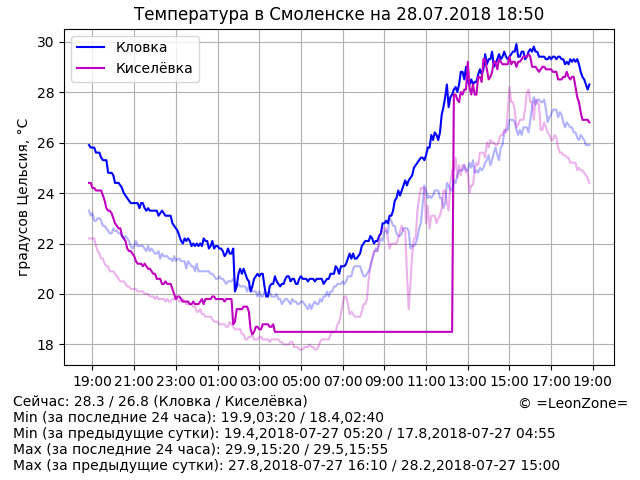 Температура в Смоленске на 28.07.2018 18:50
Кловка
Киселёвка
градусов Цельсия, °C
30
28
26
24
22
20
18
19:00 21:00 23:00 01:00 03:00 05:00 07:00 09:00 11:00 13:00 15:00 17:00 19:00
Сейчас: 28.3 / 26.8 (Кловка / Киселёвка)
© =LeonZone=
Min (за последние 24 часа): 19.9,03:20 / 18.4,02:40
Min (за предыдущие сутки): 19.4,2018-07-27 05:20 / 17.8,2018-07-27 04:55
Max (за последние 24 часа): 29.9,15:20 / 29.5,15:55
Max (за предыдущие сутки): 27.8,2018-07-27 16:10 / 28.2,2018-07-27 15:00